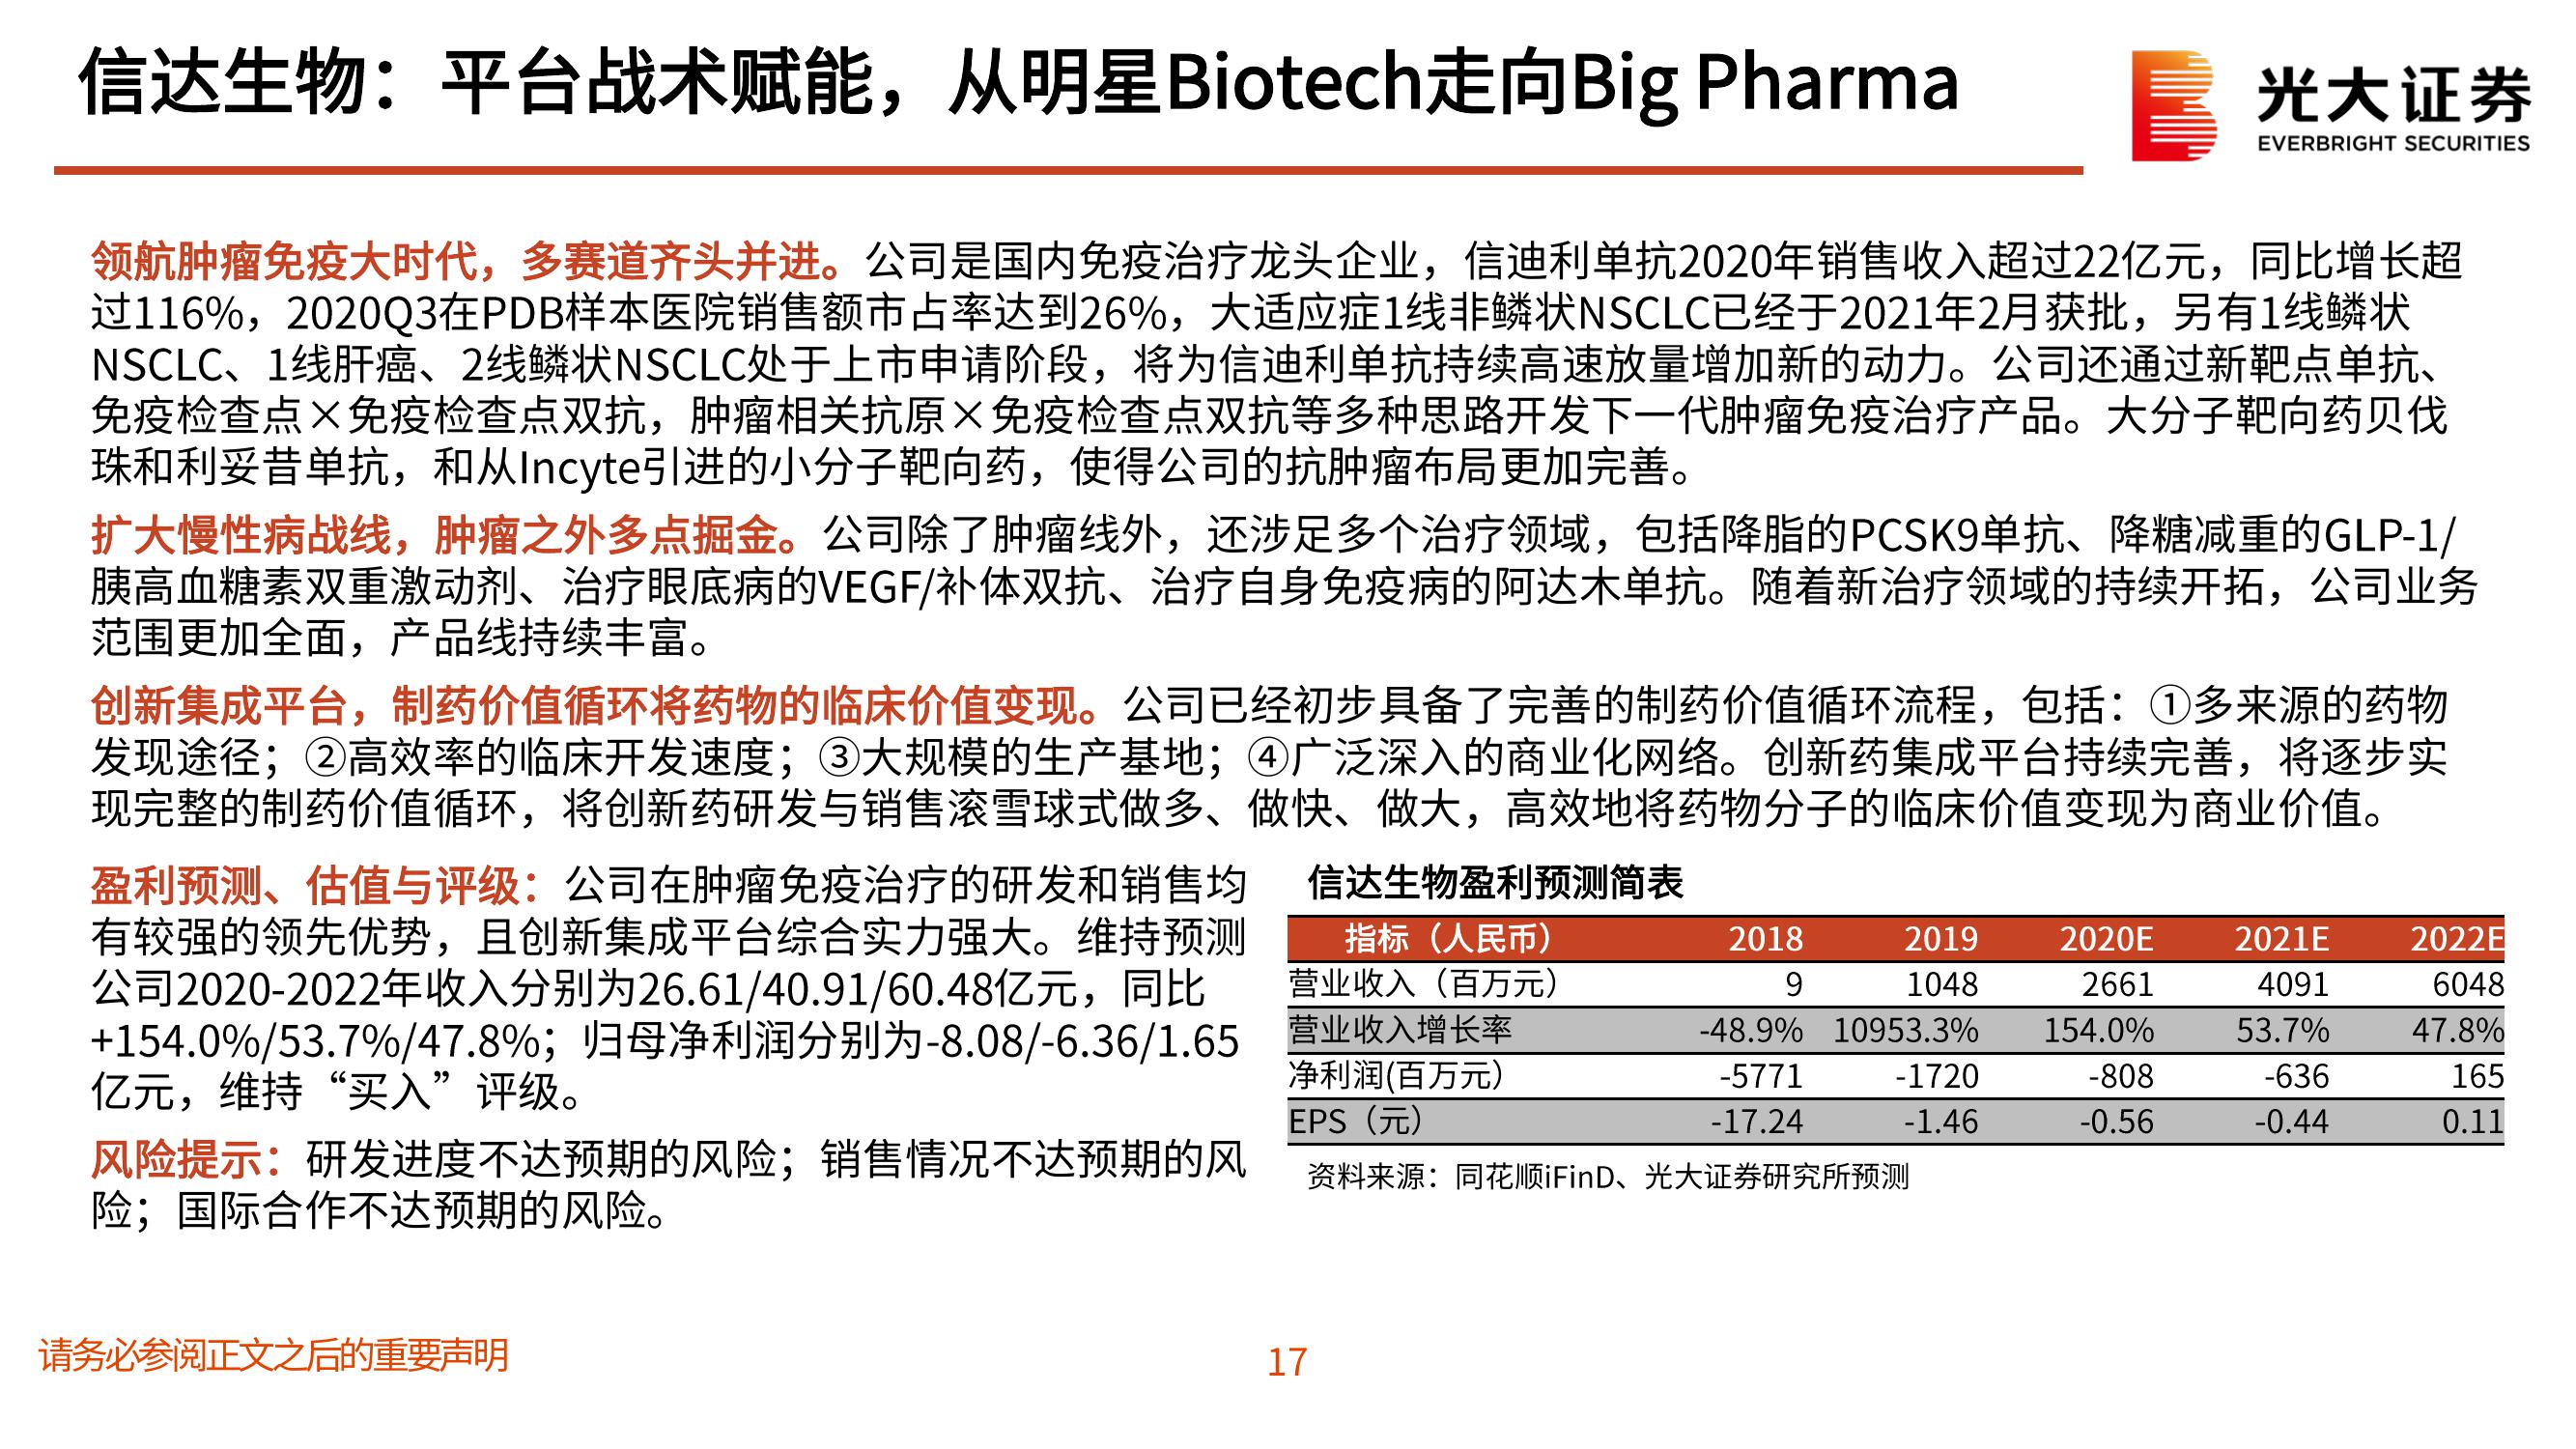 信达生物：平台战术赋能，从明星Biotech走向Big Pharma
光大证券
EVERBRIGHT SECURITIES
领航肿瘤免疫大时代，多赛道齐头并进。公司是国内免疫治疗龙头企业，信迪利单抗2020年销售收入超过22亿元，同比增长超
过116%，2020Q3在PDB样本医院销售额市占率达到26%，大适应症1线非鳞状NSCLC已经于2021年2月获批，另有1线鳞状
NSCLC、1线肝癌、2线鳞状NSCLC处于上市申请阶段，将为信迪利单抗持续高速放量增加新的动力。公司还通过新靶点单抗、
免疫检查点×免疫检查点双抗，肿瘤相关抗原×免疫检查点双抗等多种思路开发下一代肿瘤免疫治疗产品。大分子靶向药贝伐
珠和利妥昔单抗，和从Incyte引进的小分子靶向药，使得公司的抗肿瘤布局更加完善。
扩大慢性病战线，肿瘤之外多点掘金。公司除了肿瘤线外，还涉足多个治疗领域，包括降脂的PCSK9单抗、降糖减重的GLP-1/
胰高血糖素双重激动剂、治疗眼底病的VEGF/补体双抗、治疗自身免疫病的阿达木单抗。随着新治疗领域的持续开拓，公司业务
范围更加全面，产品线持续丰富。
创新集成平台，制药价值循环将药物的临床价值变现。公司已经初步具备了完善的制药价值循环流程，包括：①多来源的药物
发现途径；②高效率的临床开发速度；③大规模的生产基地；④广泛深入的商业化网络。创新药集成平台持续完善，将逐步实
现完整的制药价值循环，将创新药研发与销售滚雪球式做多、做快、做大，高效地将药物分子的临床价值变现为商业价值。
盈利预测、估值与评级：公司在肿瘤免疫治疗的研发和销售均
有较强的领先优势，且创新集成平台综合实力强大。维持预测
公司2020-2022年收入分别为26.61/40.91/60.48亿元，同比
+154.0%/53.7%/47.8%；归母净利润分别为-8.08/-6.36/1.65
亿元，维持“买入”评级。
风险提示：研发进度不达预期的风险；销售情况不达预期的风
险；国际合作不达预期的风险。
信达生物盈利预测简表
指标（人民币） 2018 2019 2020E 2021E 2022E
营业收入（百万元） 9 1048 2661 4091 6048
营业收入增长率 -48.9% 10953.3% 154.0% 53.7% 47.8%
净利润(百万元） -5771 -1720 -808 -636 165
EPS（元） -17.24 -1.46 -0.56 -0.44 0.11
资料来源：同花顺iFinD、光大证券研究所预测
请务必参阅正文之后的重要声明
17